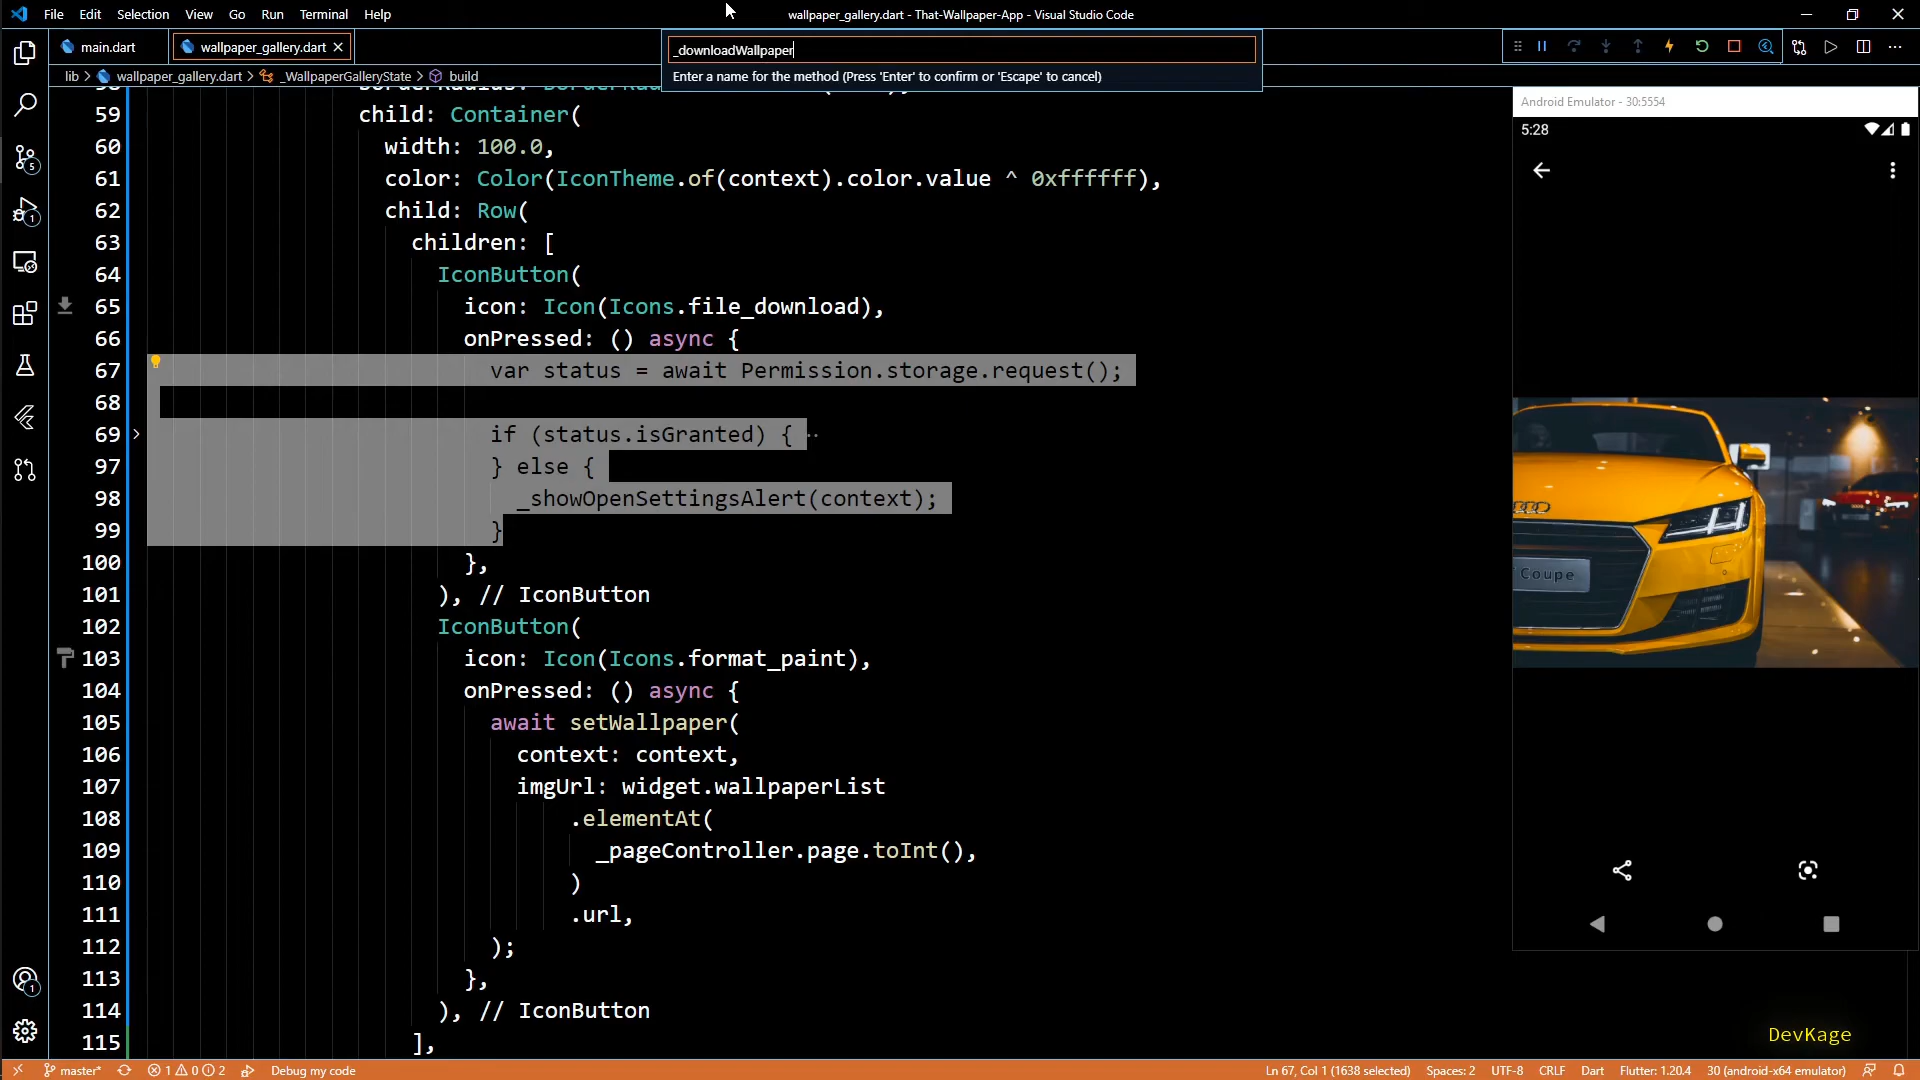 File Edit Selection View Go Run Terminal Help
wallpaper_gallery.dart - That-Wallpaper-App - Visual Studio Code
main.dart
wallpaper_gallery.dart
_downloadWallpaper
Enter a name for the method (Press 'Enter' to confirm or 'Escape' to cancel)
lib > wallpaper_gallery.dart > _WallpaperGalleryState > build
59 child: Container(
60 width: 100.0,
61 color: Color(IconTheme.of(context).color.value ^ 0xffffff),
62 child: Row(
63 children: [
64 IconButton(
65 icon: Icon(Icons.file_download),
66 onPressed: () async {
67 var status = await Permission.storage.request();
68
69 if (status.isGranted) { ··
97 } else {
98 _showOpenSettingsAlert(context);
99 }
100 },
101 ), // IconButton
102 IconButton(
103 icon: Icon(Icons.format_paint),
104 onPressed: () async {
105 await setWallpaper(
106 context: context,
107 imgUrl: widget.wallpaperList
108 .elementAt(
109 _pageController.page.toInt(),
110 )
111 .url,
112 );
113 },
114 ), // IconButton
115 ],
Android Emulator - 30:5554
5:28
Coupe
5
1
1
DevKage
master* 1 0 2 Debug my code
Ln 67, Col 1 (1638 selected) Spaces: 2 UTF-8 CRLF Dart Flutter: 1.20.4 30 (android-x64 emulator)